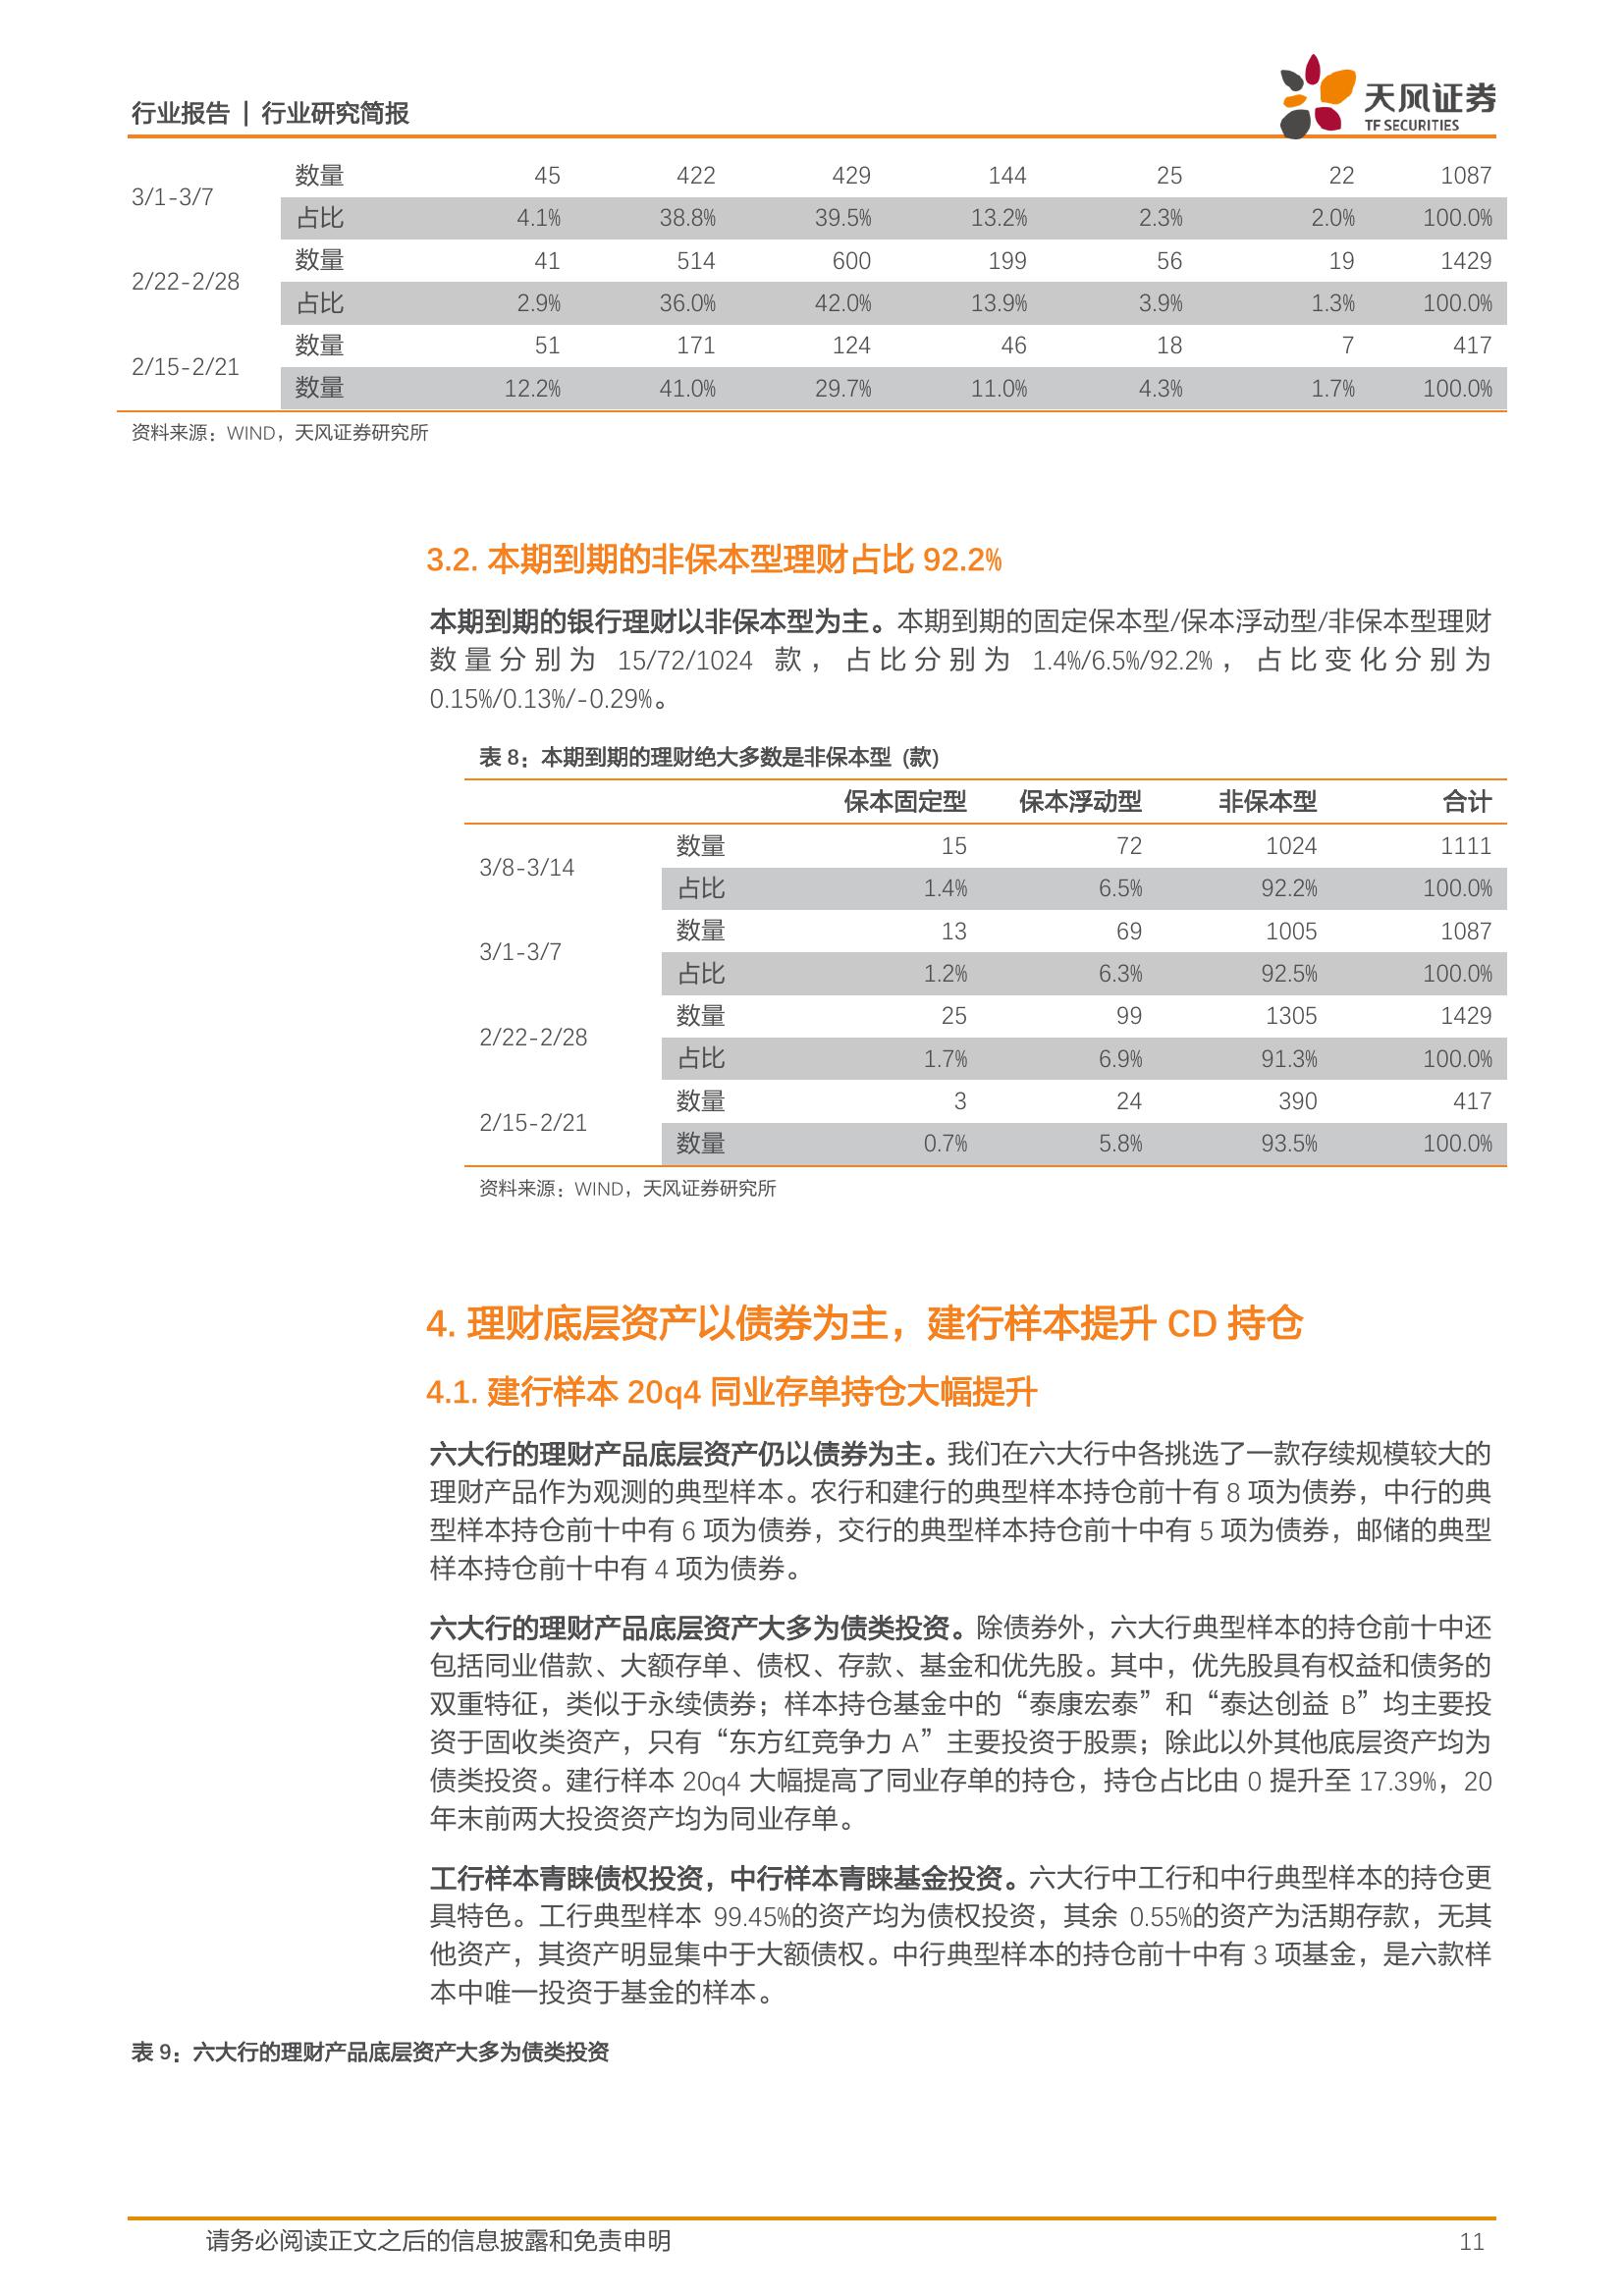 行业报告 | 行业研究简报
天风证券
TF SECURITIES
3/1-3/7
数量 45 422 429 144 25 22 1087
占比 4.1% 38.8% 39.5% 13.2% 2.3% 2.0% 100.0%
2/22-2/28
数量 41 514 600 199 56 19 1429
占比 2.9% 36.0% 42.0% 13.9% 3.9% 1.3% 100.0%
2/15-2/21
数量 51 171 124 46 18 7 417
数量 12.2% 41.0% 29.7% 11.0% 4.3% 1.7% 100.0%
资料来源：WIND，天风证券研究所
3.2. 本期到期的非保本型理财占比 92.2%
本期到期的银行理财以非保本型为主。本期到期的固定保本型/保本浮动型/非保本型理财
数量分别为 15/72/1024 款，占比分别为 1.4%/6.5%/92.2%，占比变化分别为
0.15%/0.13%/-0.29%。
表 8：本期到期的理财绝大多数是非保本型 (款)
保本固定型 保本浮动型 非保本型 合计
3/8-3/14
数量 15 72 1024 1111
占比 1.4% 6.5% 92.2% 100.0%
3/1-3/7
数量 13 69 1005 1087
占比 1.2% 6.3% 92.5% 100.0%
2/22-2/28
数量 25 99 1305 1429
占比 1.7% 6.9% 91.3% 100.0%
2/15-2/21
数量 3 24 390 417
数量 0.7% 5.8% 93.5% 100.0%
资料来源：WIND，天风证券研究所
4. 理财底层资产以债券为主，建行样本提升 CD 持仓
4.1. 建行样本 20q4 同业存单持仓大幅提升
六大行的理财产品底层资产仍以债券为主。我们在六大行中各挑选了一款存续规模较大的
理财产品作为观测的典型样本。农行和建行的典型样本持仓前十有 8 项为债券，中行的典
型样本持仓前十中有 6 项为债券，交行的典型样本持仓前十中有 5 项为债券，邮储的典型
样本持仓前十中有 4 项为债券。
六大行的理财产品底层资产大多为债类投资。除债券外，六大行典型样本的持仓前十中还
包括同业借款、大额存单、债权、存款、基金和优先股。其中，优先股具有权益和债务的
双重特征，类似于永续债券；样本持仓基金中的“泰康宏泰”和“泰达创益 B”均主要投
资于固收类资产，只有“东方红竞争力 A”主要投资于股票；除此以外其他底层资产均为
债类投资。建行样本 20q4 大幅提高了同业存单的持仓，持仓占比由 0 提升至 17.39%，20
年末前两大投资资产均为同业存单。
工行样本青睐债权投资，中行样本青睐基金投资。六大行中工行和中行典型样本的持仓更
具特色。工行典型样本 99.45%的资产均为债权投资，其余 0.55%的资产为活期存款，无其
他资产，其资产明显集中于大额债权。中行典型样本的持仓前十中有 3 项基金，是六款样
本中唯一投资于基金的样本。
表 9：六大行的理财产品底层资产大多为债类投资
请务必阅读正文之后的信息披露和免责申明 11